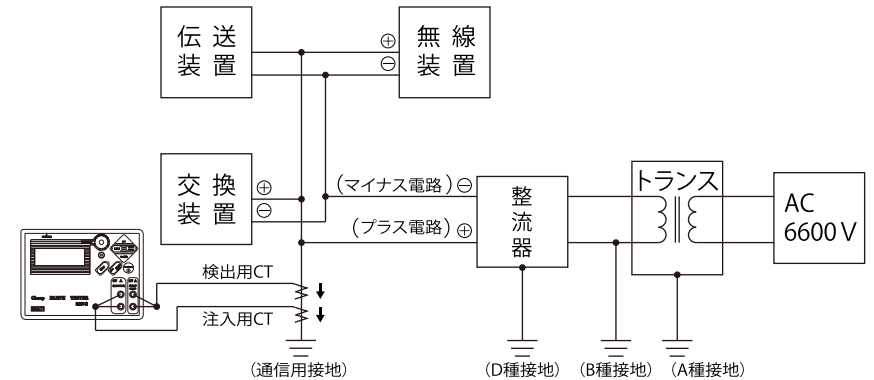 伝送
装置
⊕
⊖
無線
装置
交換
装置
⊕
⊖
(マイナス電路) ⊖
(プラス電路) ⊕
整
流
器
トランス
AC
6600 V
検出用CT
注入用CT
(通信用接地)
(D種接地)
(B種接地)
(A種接地)